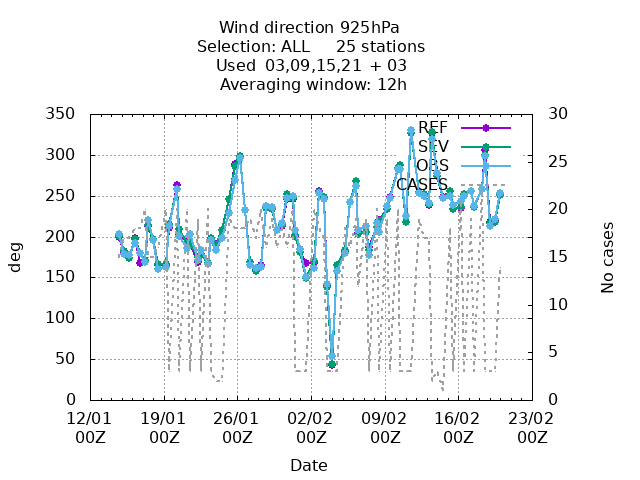 Wind direction 925hPa
Selection: ALL 25 stations
Used 03,09,15,21 + 03
Averaging window: 12h
350
300
250
200
150
100
50
0
deg
30
25
20
15
10
5
0
No cases
REF
SEV
OBS
CASES
12/01 19/01 26/01 02/02 09/02 16/02 23/02
00Z 00Z 00Z 00Z 00Z 00Z 00Z
Date